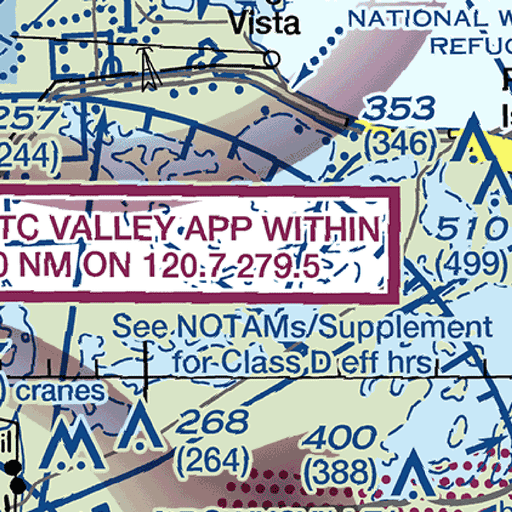 Vista
NATIONAL W
REFUG
257
(244)
353
(346)
TC VALLEY APP WITHIN
0 NM ON 120.7 279.5
510
(499)
See NOTAMs/Supplement
for Class D eff hrs
) cranes
268
(264)
400
(388)
il